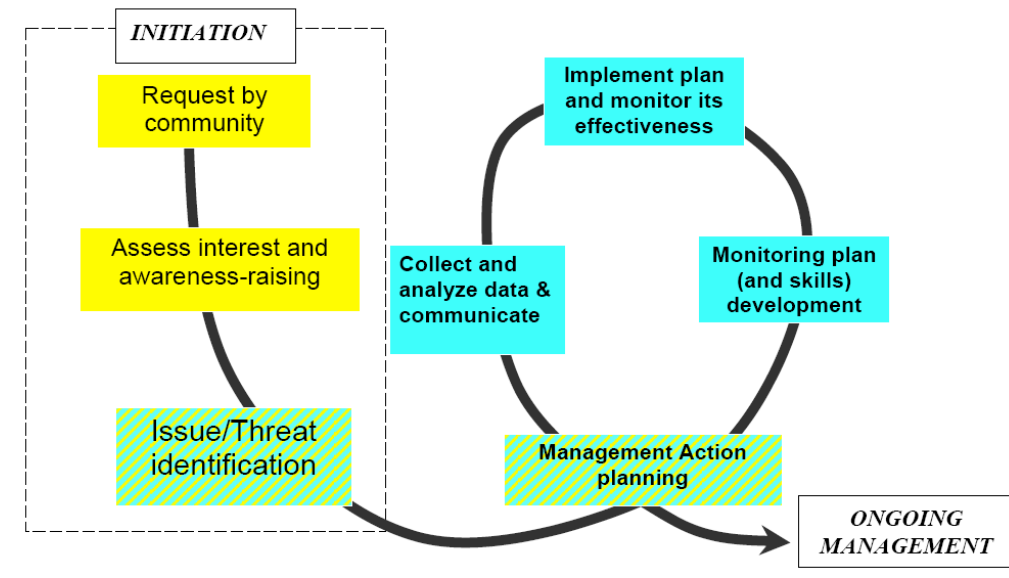 INITIATION
Request by
community
Assess interest and
awareness-raising
Issue/Threat
identification
Implement plan
and monitor its
effectiveness
Collect and
analyze data &
communicate
Monitoring plan
(and skills)
development
Management Action
planning
ONGOING
MANAGEMENT